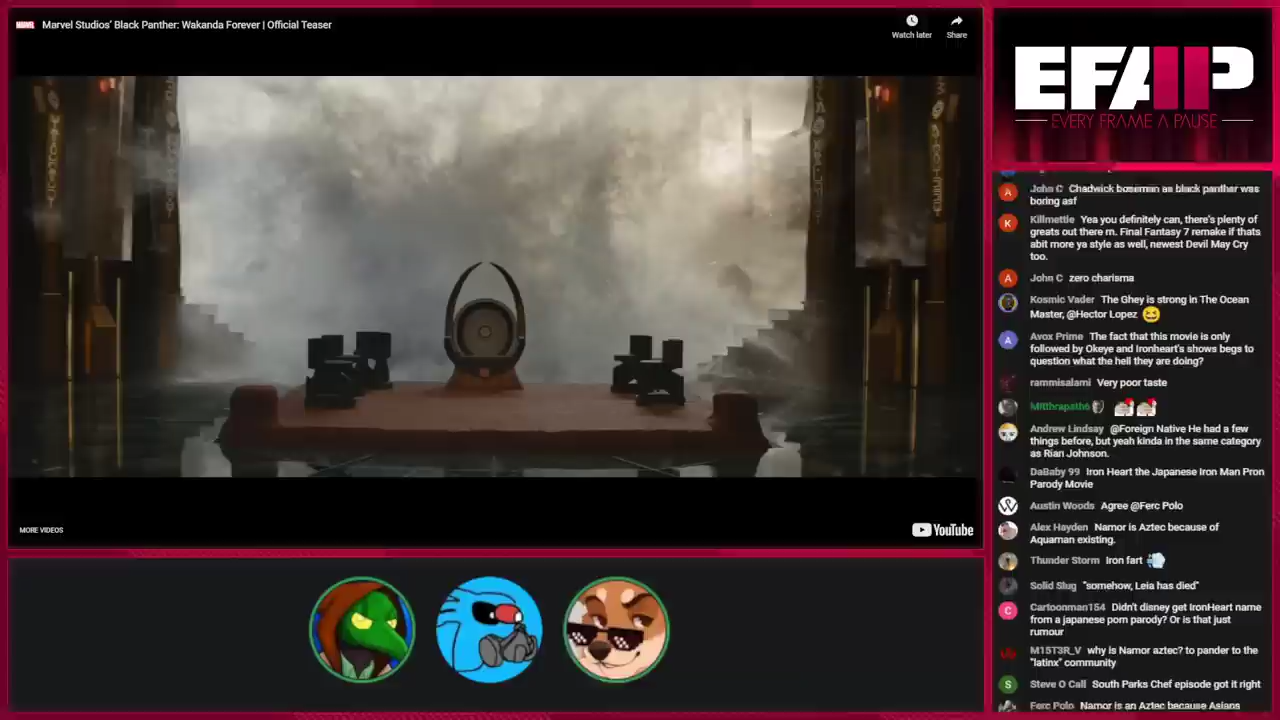 MARVEL Marvel Studios' Black Panther: Wakanda Forever | Official Teaser
Watch later
Share
MORE VIDEOS
YouTube
EFAP
EVERY FRAME A PAUSE
John C Chadwick boseman as black panther was
boring asf
Killmettle Yea you definitely can, there's plenty of
greats out there rn. Final Fantasy 7 remake if thats
abit more ya style as well, newest Devil May Cry
too.
John C zero charisma
Kosmic Vader The Ghey is strong in The Ocean
Master, @Hector Lopez
Avox Prime The fact that this movie is only
followed by Okeye and Ironheart's shows begs to
question what the hell they are doing?
rammisalami Very poor taste
M1tthrapath6
Andrew Lindsay @Foreign Native He had a few
things before, but yeah kinda in the same category
as Rian Johnson.
DaBaby 99 Iron Heart the Japanese Iron Man Pron
Parody Movie
Austin Woods Agree @Ferc Polo
Alex Hayden Namor is Aztec because of
Aquaman existing.
Thunder Storm Iron fart
Solid Slug "somehow, Leia has died"
Cartoonman154 Didn't disney get IronHeart name
from a japanese porn parody? Or is that just
rumour
M15T3R_V why is Namor aztec? to pander to the
"latinx" community
Steve O Call South Parks Chef episode got it right
Ferc Polo Namor is an Aztec because Asians